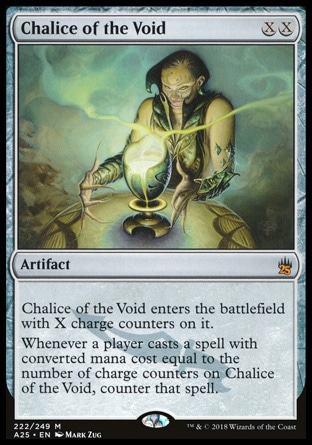 Chalice of the Void XX
Artifact
25
Chalice of the Void enters the battlefield
with X charge counters on it.
Whenever a player casts a spell with
converted mana cost equal to the
number of charge counters on Chalice
of the Void, counter that spell.
222/249 M
A25 • EN Mark Zug
™ & © 2018 Wizards of the Coast